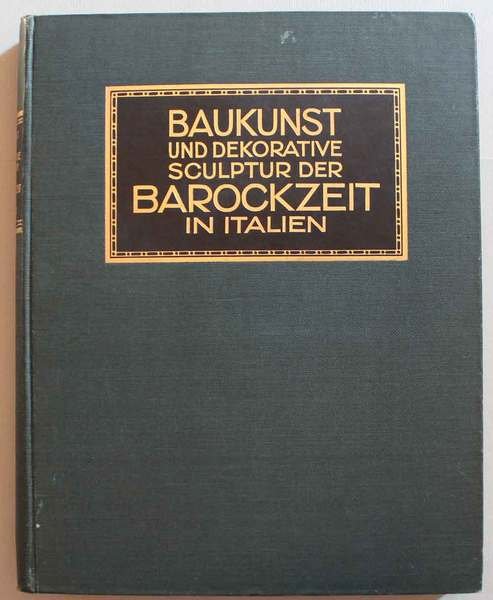 BAUKUNST
UND DEKORATIVE
SCULPTUR DER
BAROCKZEIT
IN ITALIEN